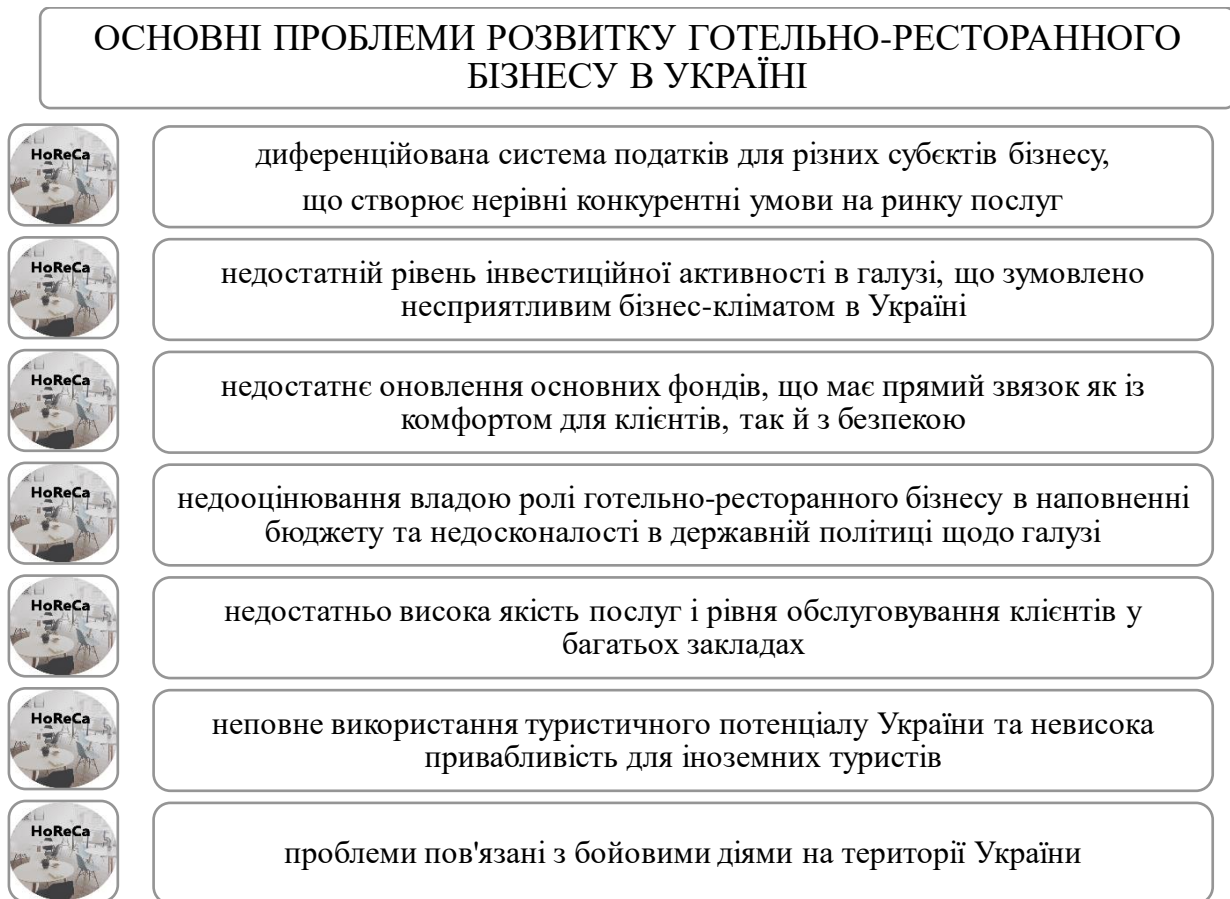 ОСНОВНІ ПРОБЛЕМИ РОЗВИТКУ ГОТЕЛЬНО-РЕСТОРАННОГО
БІЗНЕСУ В УКРАЇНІ
HoReCa
диференційована система податків для різних субєктів бізнесу,
що створює нерівні конкурентні умови на ринку послуг
HoReCa
недостатній рівень інвестиційної активності в галузі, що зумовлено
несприятливим бізнес-кліматом в Україні
HoReCa
недостатнє оновлення основних фондів, що має прямий звязок як із
комфортом для клієнтів, так й з безпекою
HoReCa
недооцінювання владою ролі готельно-ресторанного бізнесу в наповненні
бюджету та недосконалості в державній політиці щодо галузі
HoReCa
недостатньо висока якість послуг і рівня обслуговування клієнтів у
багатьох закладах
HoReCa
неповне використання туристичного потенціалу України та невисока
привабливість для іноземних туристів
HoReCa
проблеми пов'язані з бойовими діями на території України